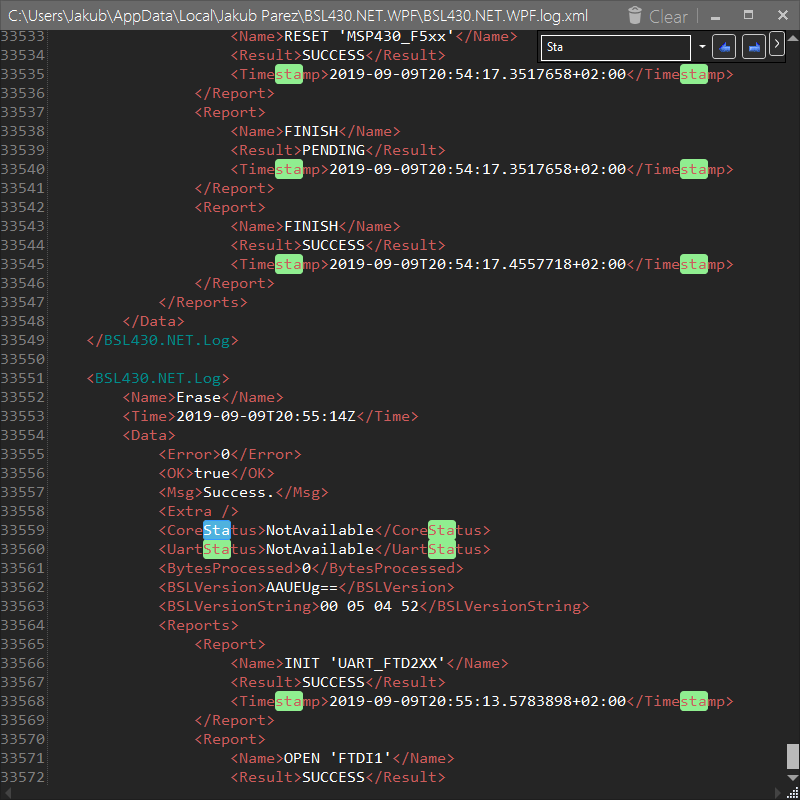 C:\Users\Jakub\AppData\Local\Jakub Parez\BSL430.NET.WPF\BSL430.NET.WPF.log.xml Clear
Sta
33533 <Name>RESET 'MSP430_F5xx'</Name>
33534 <Result>SUCCESS</Result>
33535 <Timestamp>2019-09-09T20:54:17.3517658+02:00</Timestamp>
33536 </Report>
33537 <Report>
33538 <Name>FINISH</Name>
33539 <Result>PENDING</Result>
33540 <Timestamp>2019-09-09T20:54:17.3517658+02:00</Timestamp>
33541 </Report>
33542 <Report>
33543 <Name>FINISH</Name>
33544 <Result>SUCCESS</Result>
33545 <Timestamp>2019-09-09T20:54:17.4557718+02:00</Timestamp>
33546 </Report>
33547 </Reports>
33548 </Data>
33549 </BSL430.NET.Log>
33550
33551 <BSL430.NET.Log>
33552 <Name>Erase</Name>
33553 <Time>2019-09-09T20:55:14Z</Time>
33554 <Data>
33555 <Error>0</Error>
33556 <OK>true</OK>
33557 <Msg>Success.</Msg>
33558 <Extra />
33559 <CoreStatus>NotAvailable</CoreStatus>
33560 <UartStatus>NotAvailable</UartStatus>
33561 <BytesProcessed>0</BytesProcessed>
33562 <BSLVersion>AAUEUg==</BSLVersion>
33563 <BSLVersionString>00 05 04 52</BSLVersionString>
33564 <Reports>
33565 <Report>
33566 <Name>INIT 'UART_FTD2XX'</Name>
33567 <Result>SUCCESS</Result>
33568 <Timestamp>2019-09-09T20:55:13.5783898+02:00</Timestamp>
33569 </Report>
33570 <Report>
33571 <Name>OPEN 'FTDI1'</Name>
33572 <Result>SUCCESS</Result>